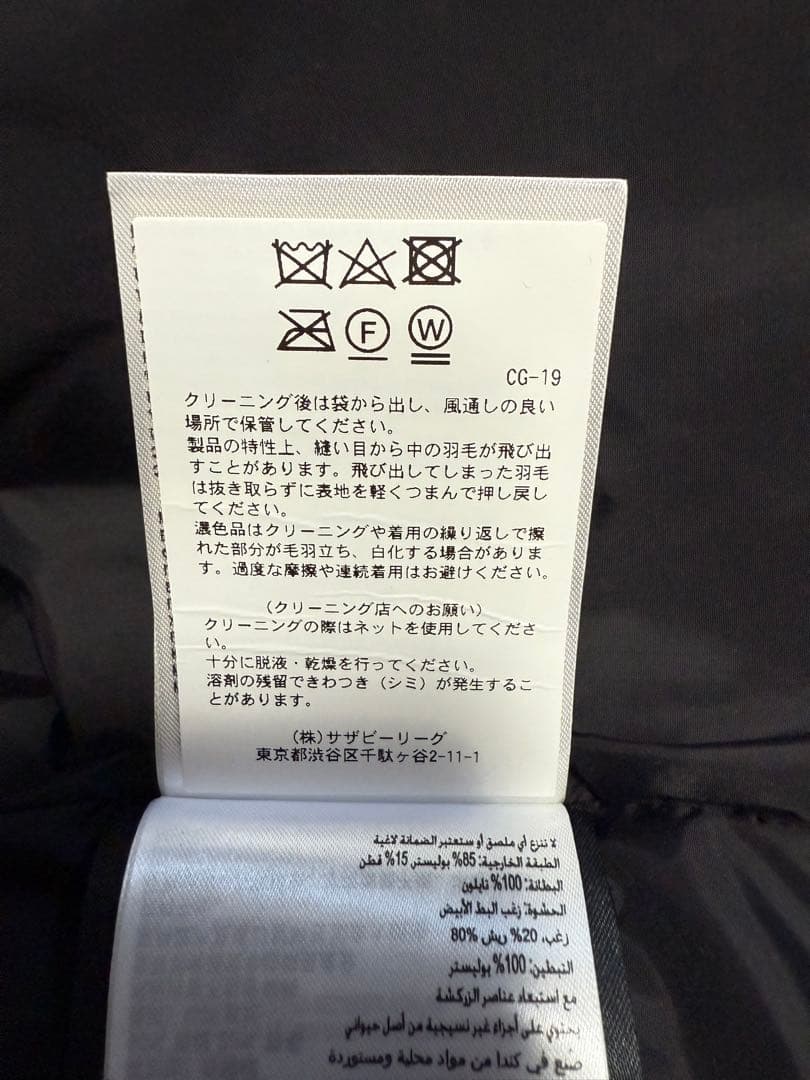 F W
CG-19
クリーニング後は袋から出し、風通しの良い
場所で保管してください。
製品の特性上、縫い目から中の羽毛が飛び出
すことがあります。飛び出してしまった羽毛
は抜き取らずに表地を軽くつまんで押し戻し
てください。
濃色品はクリーニングや着用の繰り返しで擦
れた部分が毛羽立ち、白化する場合がありま
す。過度な摩擦や連続着用はお避けください。
(クリーニング店へのお願い)
クリーニングの際はネットを使用してくださ
い。
十分に脱液・乾燥を行ってください。
溶剤の残留できわつき(シミ)が発生するこ
とがあります。
(株)サザビーリーグ
東京都渋谷区千駄ヶ谷2-11-1
لا تنزع أي ملصق أو ستعتبر الضمانة لاغية
الطبقة الخارجية: 85% بوليستر, 15% قطن
البطانة: 100% نايلون
الحشوة: زغب البط الأبيض
زغب, 20% ريش 80%
التبطين: 100% بوليستر
مع استبعاد عناصر الزركشة
يحتوي على أجزاء غير نسيجية من أصل حيواني
صُنع في كندا من مواد محلية ومستوردة